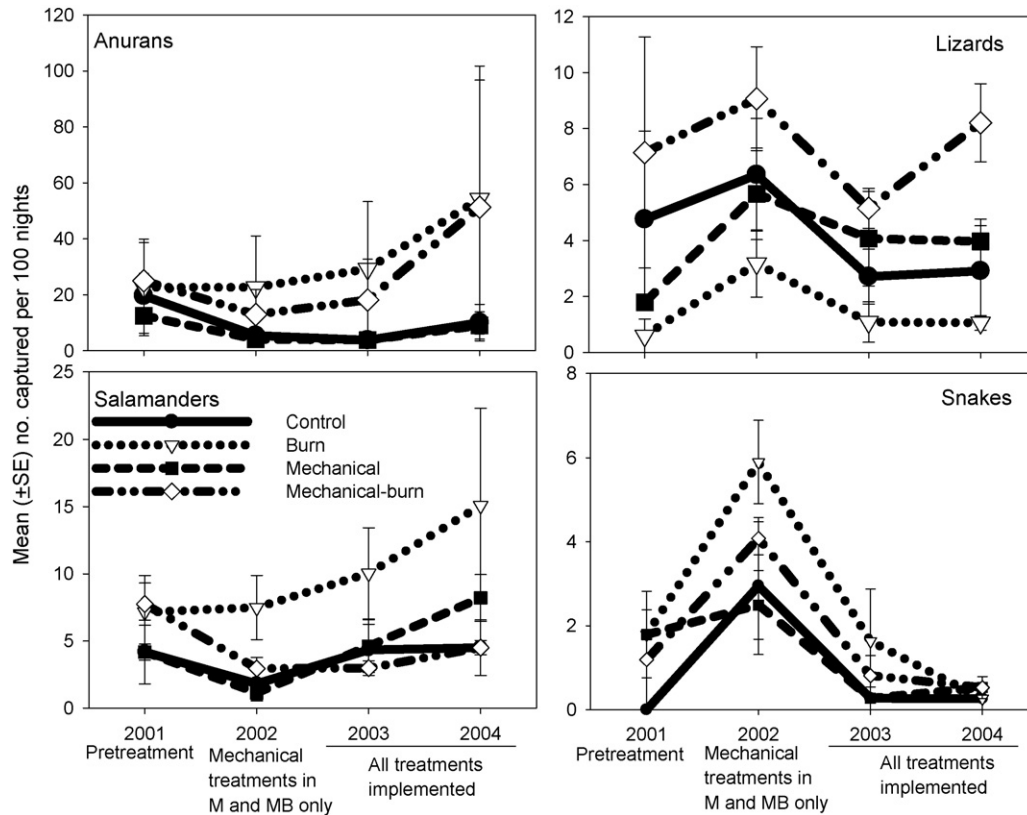 Mean (±SE) no. captured per 100 nights
Anurans
120
100
80
60
40
20
0
Lizards
12
10
8
6
4
2
0
Salamanders
Control
Burn
Mechanical
Mechanical-burn
25
20
15
10
5
0
Snakes
8
6
4
2
0
2001 2002 2003 2004
Pretreatment
Mechanical
treatments in
M and MB only
All treatments
implemented
2001 2002 2003 2004
Pretreatment
Mechanical
treatments in
M and MB only
All treatments
implemented